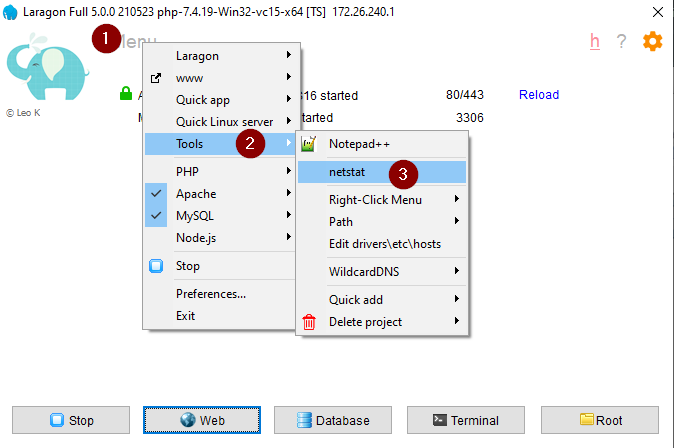 Laragon Full 5.0.0 210523 php-7.4.19-Win32-vc15-x64 [TS] 172.26.240.1
1 Menu
h ?
© Leo K
Laragon
www
Quick app
Quick Linux server
Tools 2
PHP
Apache
MySQL
Node.js
Stop
Preferences...
Exit
A 316 started 80/443 Reload
M started 3306
Notepad++
netstat 3
Right-Click Menu
Path
Edit drivers\etc\hosts
WildcardDNS
Quick add
Delete project
Stop Web Database Terminal Root